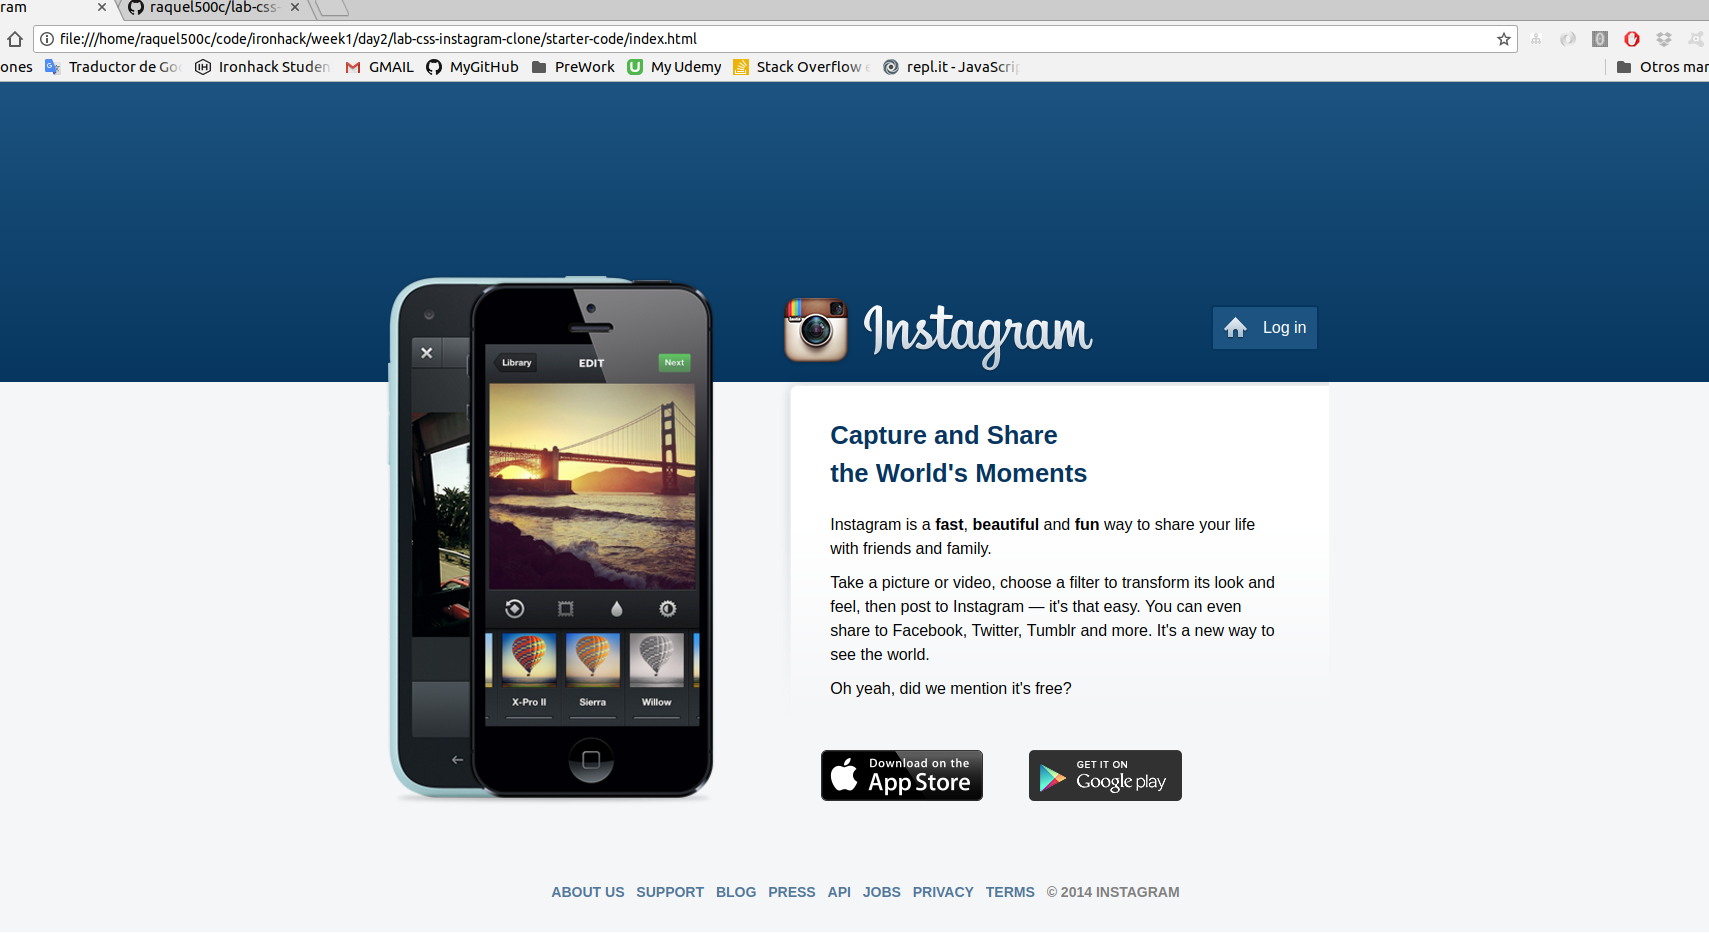 ram
raquel500c/lab-css-
file:///home/raquel500c/code/ironhack/week1/day2/lab-css-instagram-clone/starter-code/index.html
ones Traductor de Goo Ironhack Studen GMAIL MyGitHub PreWork My Udemy Stack Overflow e repl.it - JavaScrip Otros mar
Instagram
Log in
Library EDIT Next
X-Pro II Sierra Willow
Capture and Share
the World's Moments
Instagram is a fast, beautiful and fun way to share your life
with friends and family.
Take a picture or video, choose a filter to transform its look and
feel, then post to Instagram — it's that easy. You can even
share to Facebook, Twitter, Tumblr and more. It's a new way to
see the world.
Oh yeah, did we mention it's free?
Download on the
App Store
GET IT ON
Google play
ABOUT US SUPPORT BLOG PRESS API JOBS PRIVACY TERMS © 2014 INSTAGRAM